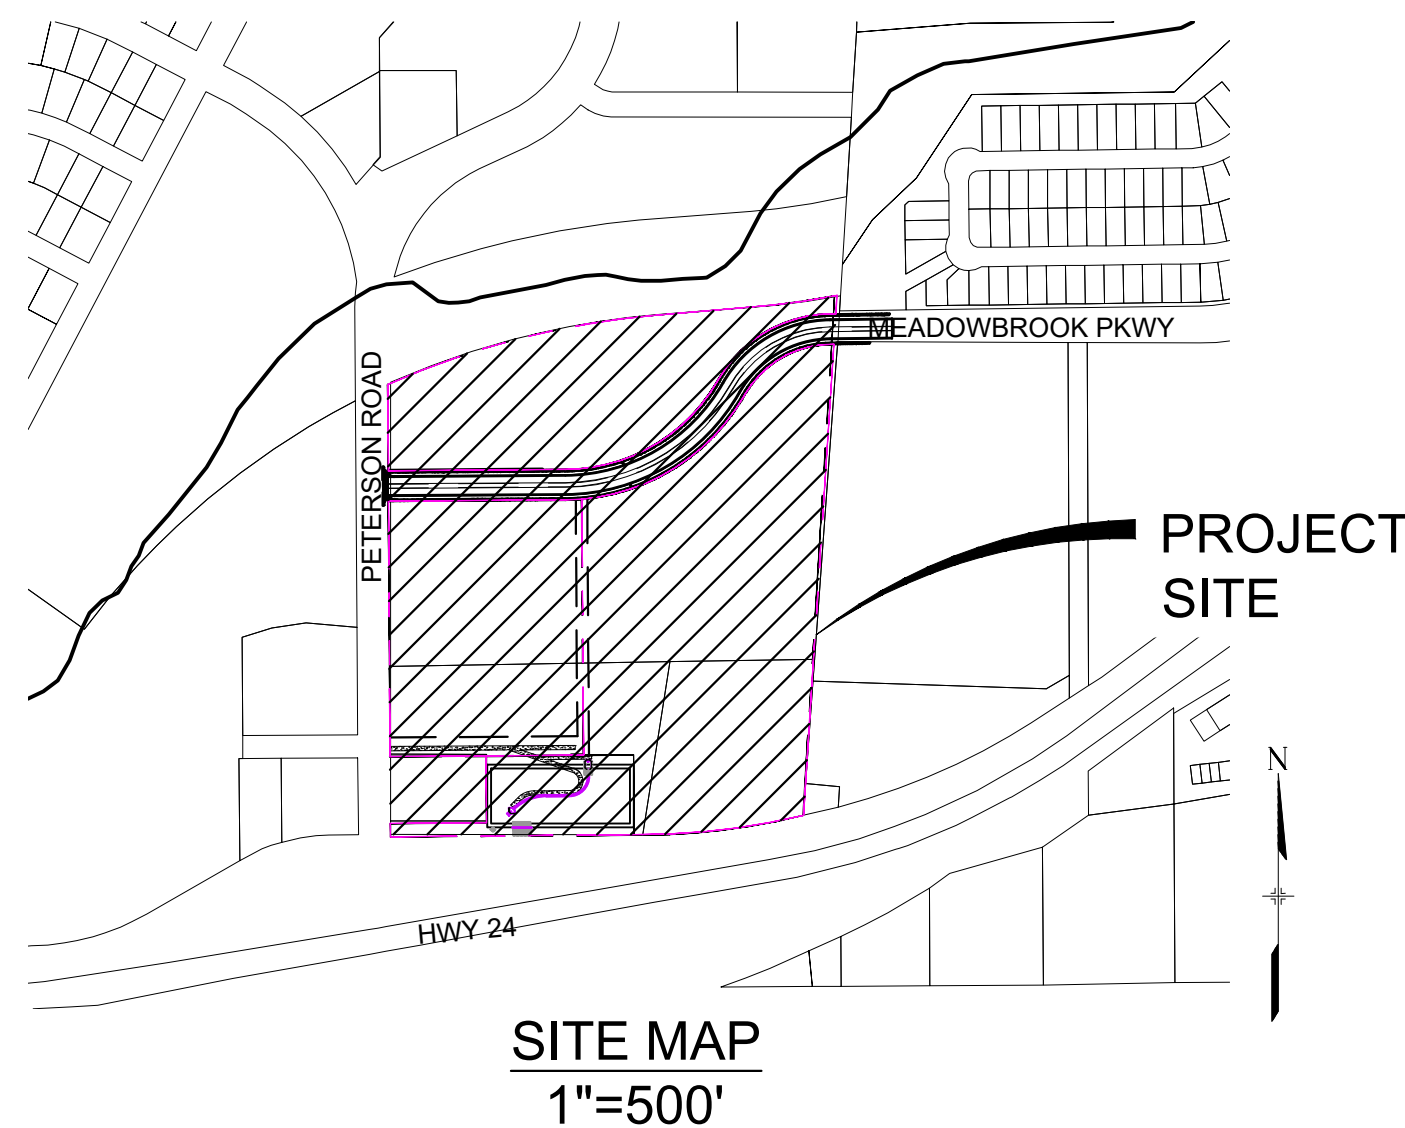 MEADOWBROOK PKWY
PETERSON ROAD
PROJECT
SITE
N
HWY 24
SITE MAP
1"=500'